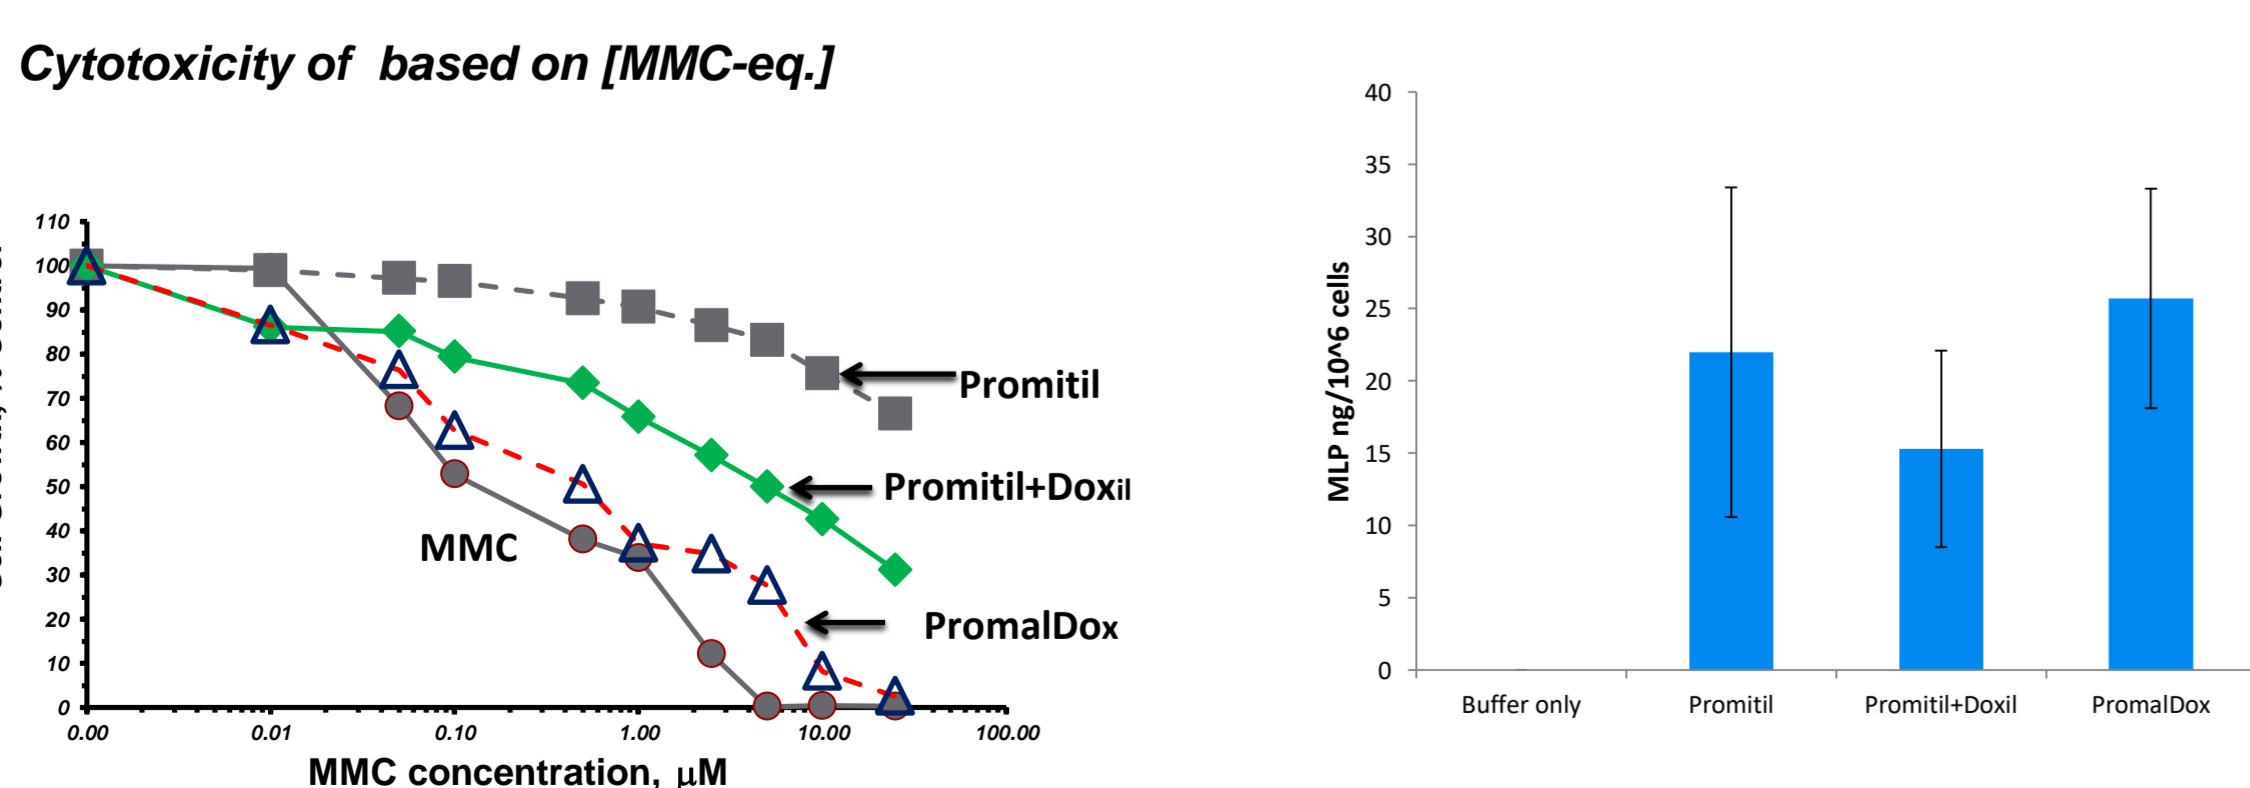 Cytotoxicity of based on [MMC-eq.]
110
100
90
80
70
60
50
40
30
20
10
0
0.00
0.01
0.10
1.00
10.00
100.00
MMC concentration, μM
Promitil
Promitil+Doxil
MMC
PromalDox
MLP ng/10^6 cells
40
35
30
25
20
15
10
5
0
Buffer only
Promitil
Promitil+Doxil
PromalDox